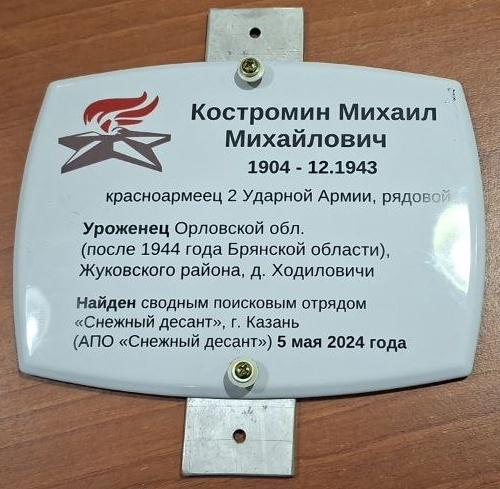 Костромин Михаил
Михайлович
1904 - 12.1943
красноармеец 2 Ударной Армии, рядовой
Уроженец Орловской обл.
(после 1944 года Брянской области),
Жуковского района, д. Ходиловичи
Найден сводным поисковым отрядом
«Снежный десант», г. Казань
(АПО «Снежный десант») 5 мая 2024 года